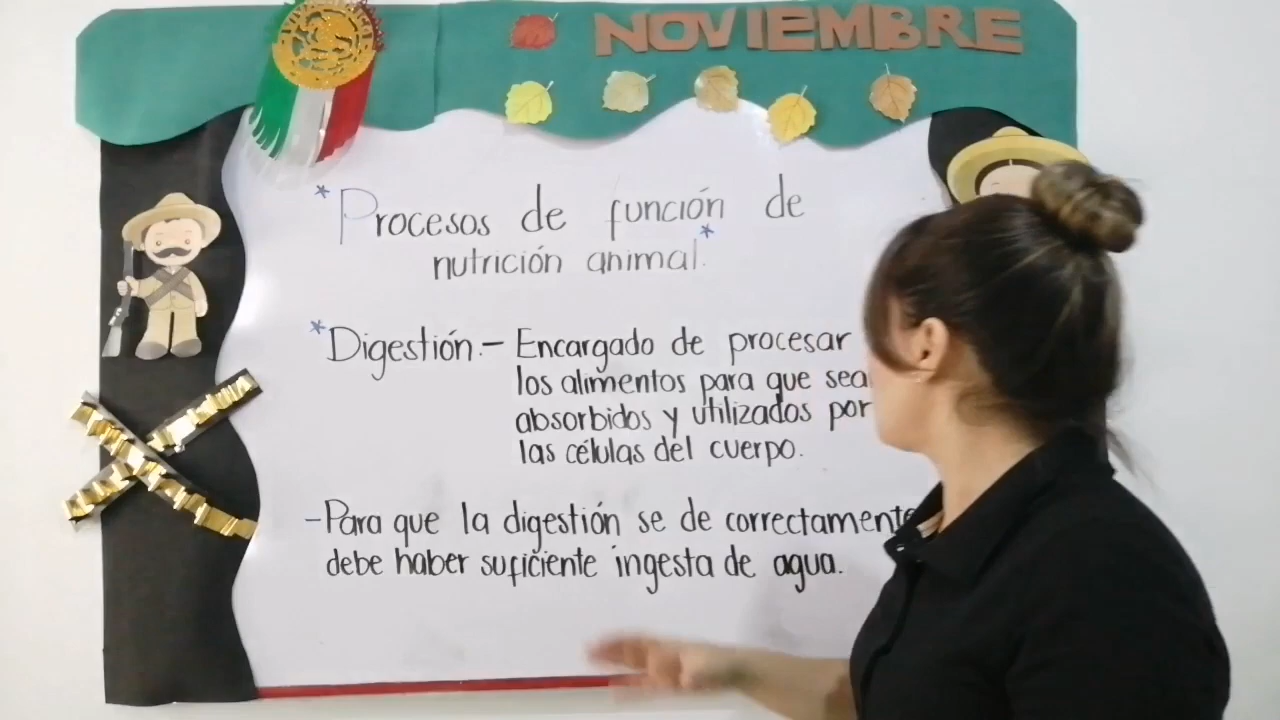 NOVIEMBRE
*Procesos de función de
nutrición animal.*
*Digestión.- Encargado de procesar
los alimentos para que sea
absorbidos y utilizados por
las células del cuerpo.
-Para que la digestión se de correctamente
debe haber suficiente ingesta de agua.